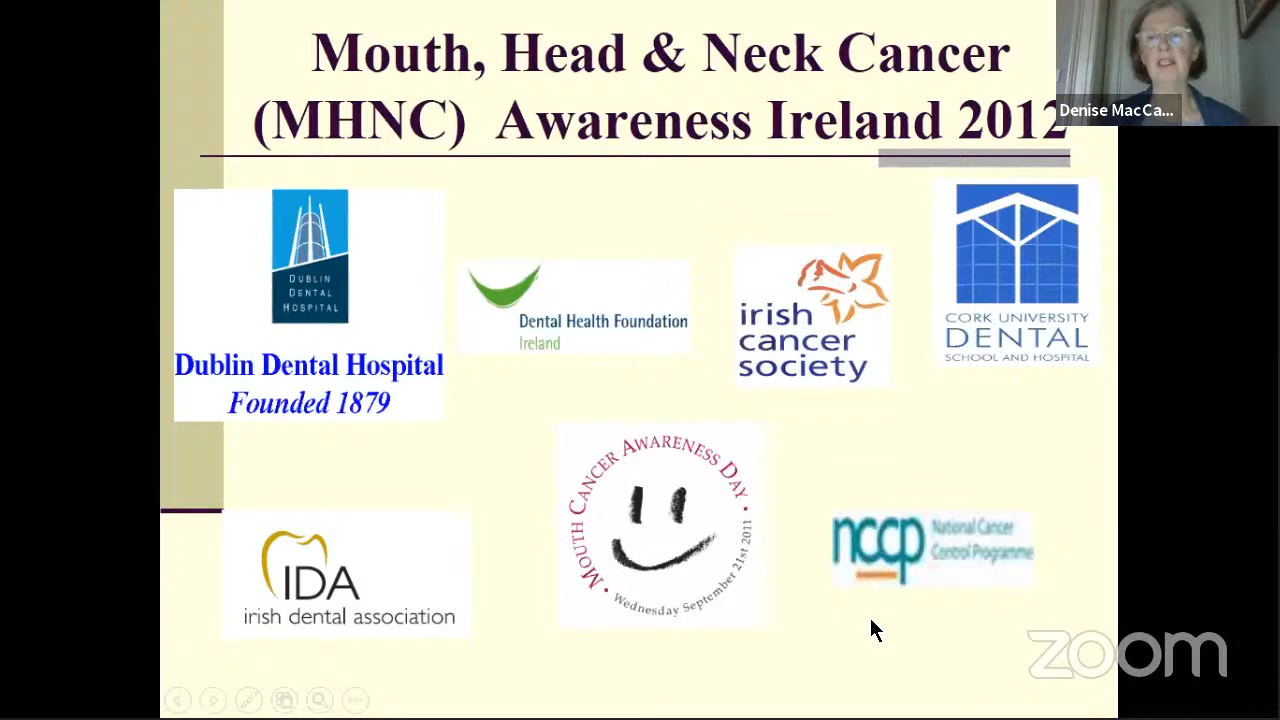 Mouth, Head & Neck Cancer
(MHNC) Awareness Ireland 2012
Denise MacCa...
DUBLIN
DENTAL
HOSPITAL
Dublin Dental Hospital
Founded 1879
Dental Health Foundation
Ireland
irish
cancer
society
CORK UNIVERSITY
DENTAL
SCHOOL AND HOSPITAL
IDA
irish dental association
MOUTH CANCER AWARENESS DAY
Wednesday September 21st 2011
nccp
National Cancer
Control Programme
zoom